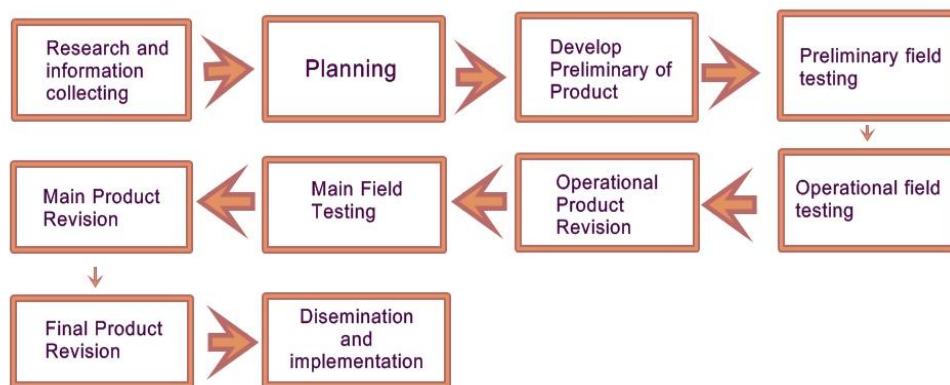 Research and
information
collecting
Planning
Develop
Preliminary of
Product
Preliminary field
testing
Operational field
testing
Operational
Product
Revision
Main Field
Testing
Main Product
Revision
Final Product
Revision
Disemination
and
implementation